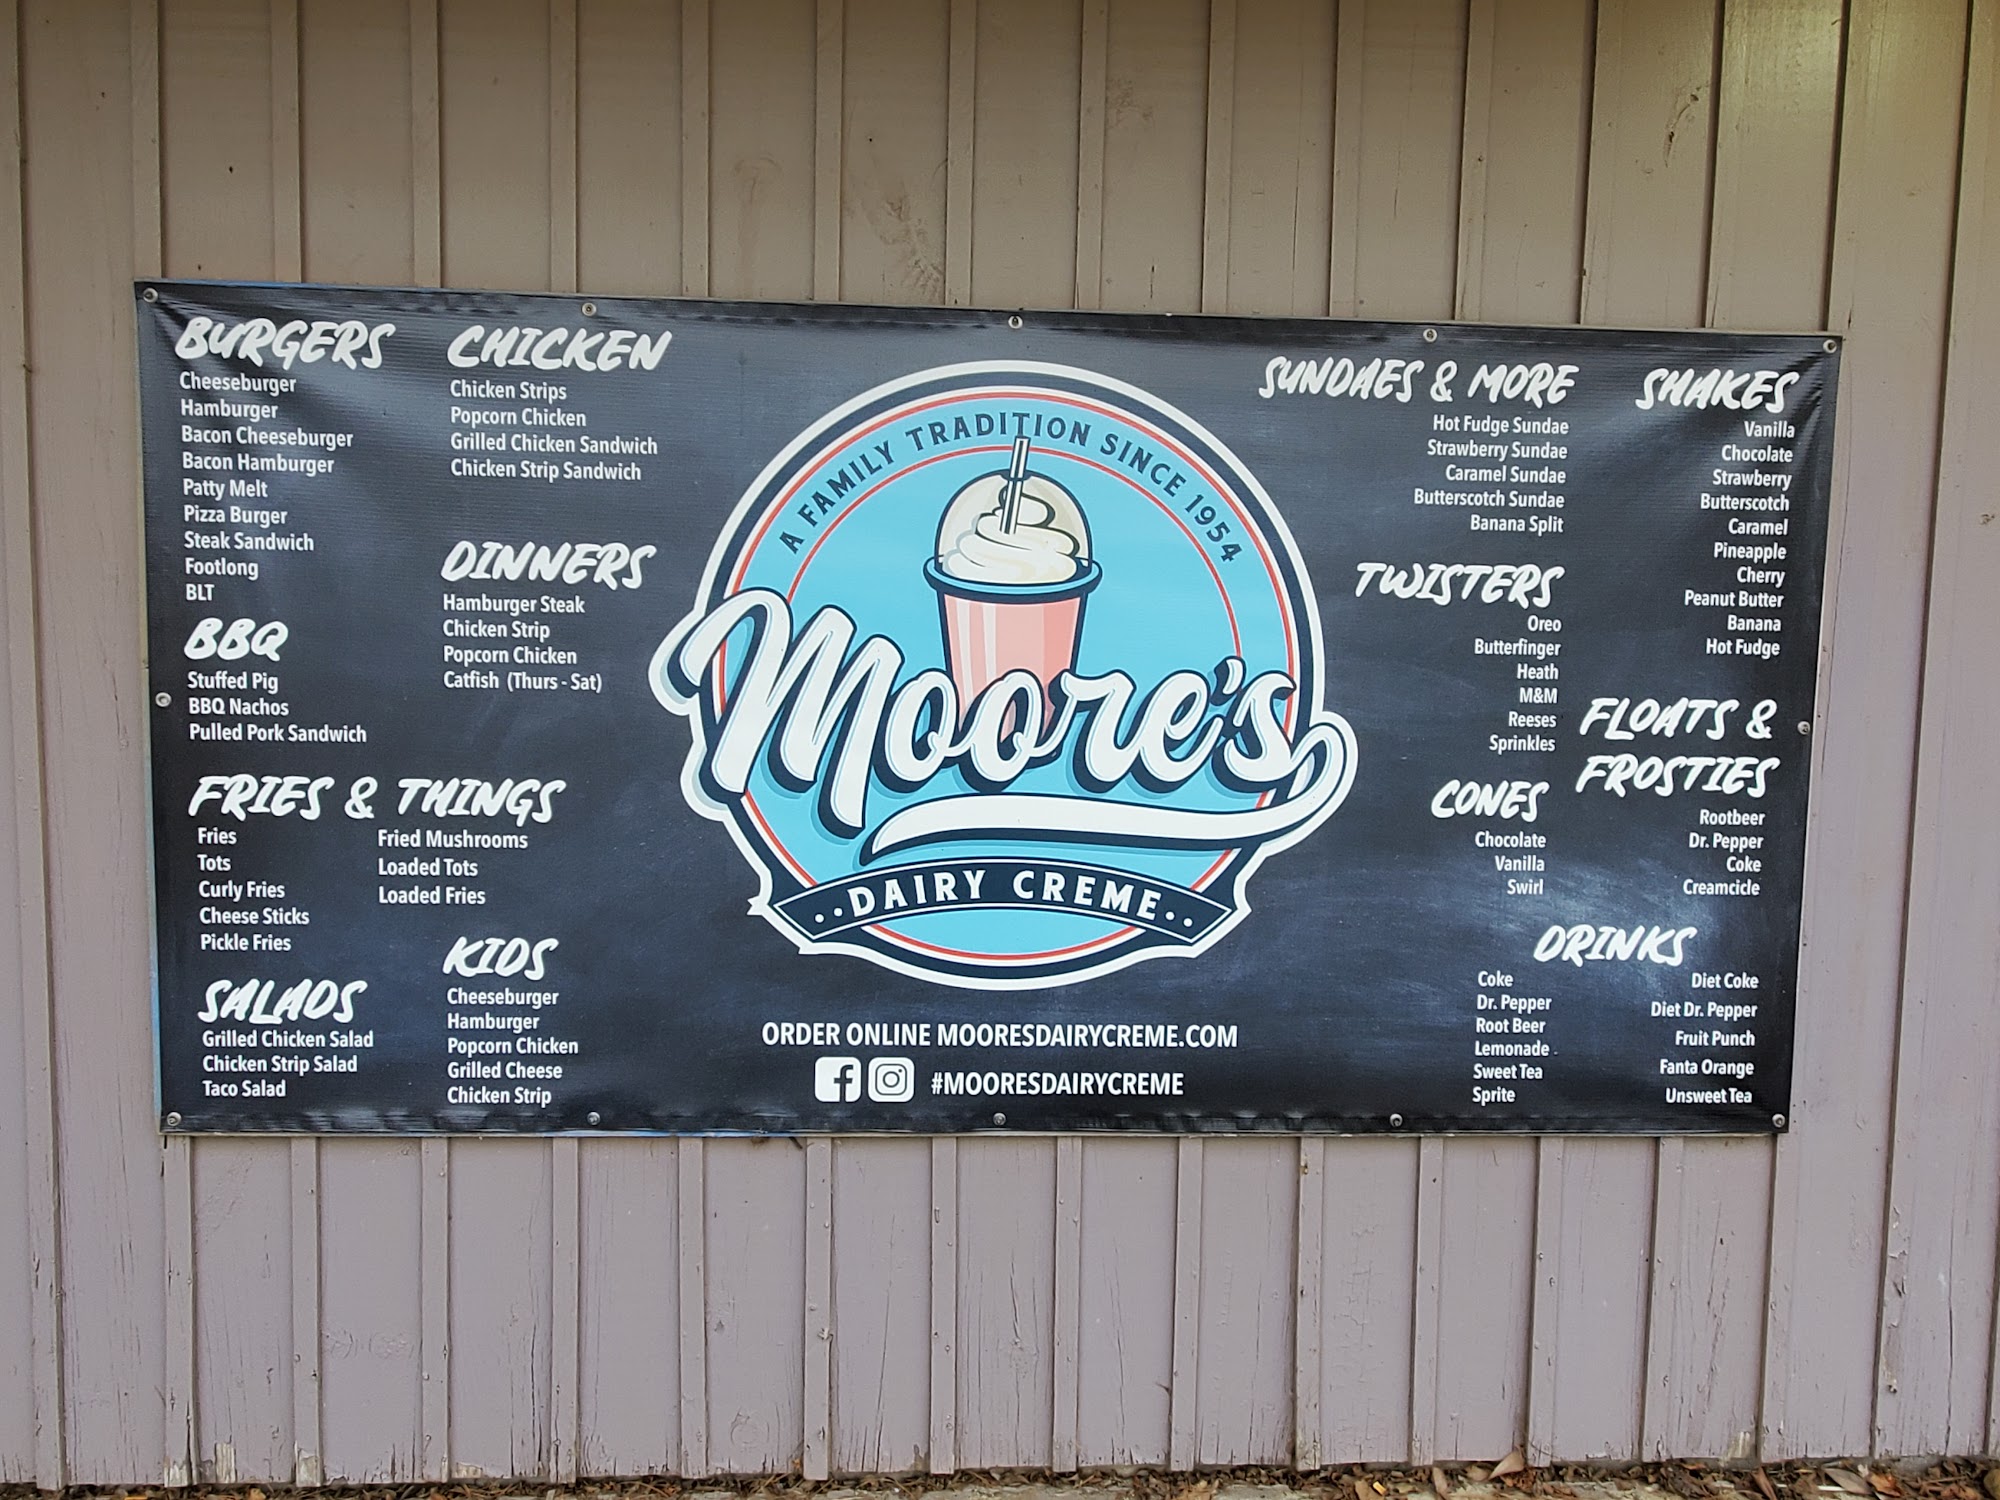 BURGERS
Cheeseburger
Hamburger
Bacon Cheeseburger
Bacon Hamburger
Patty Melt
Pizza Burger
Steak Sandwich
Footlong
BLT
BBQ
Stuffed Pig
BBQ Nachos
Pulled Pork Sandwich
FRIES & THINGS
Fries
Tots
Curly Fries
Cheese Sticks
Pickle Fries
Fried Mushrooms
Loaded Tots
Loaded Fries
SALADS
Grilled Chicken Salad
Chicken Strip Salad
Taco Salad
CHICKEN
Chicken Strips
Popcorn Chicken
Grilled Chicken Sandwich
Chicken Strip Sandwich
DINNERS
Hamburger Steak
Chicken Strip
Popcorn Chicken
Catfish (Thurs - Sat)
KIDS
Cheeseburger
Hamburger
Popcorn Chicken
Grilled Cheese
Chicken Strip
A FAMILY TRADITION SINCE 1954
Moore's
··DAIRY CREME··
ORDER ONLINE MOORESDAIRYCREME.COM
#MOORESDAIRYCREME
SUNDAES & MORE
Hot Fudge Sundae
Strawberry Sundae
Caramel Sundae
Butterscotch Sundae
Banana Split
TWISTERS
Oreo
Butterfinger
Heath
M&M
Reeses
Sprinkles
CONES
Chocolate
Vanilla
Swirl
SHAKES
Vanilla
Chocolate
Strawberry
Butterscotch
Caramel
Pineapple
Cherry
Peanut Butter
Banana
Hot Fudge
FLOATS &
FROSTIES
Rootbeer
Dr. Pepper
Coke
Creamcicle
DRINKS
Coke
Dr. Pepper
Root Beer
Lemonade
Sweet Tea
Sprite
Diet Coke
Diet Dr. Pepper
Fruit Punch
Fanta Orange
Unsweet Tea